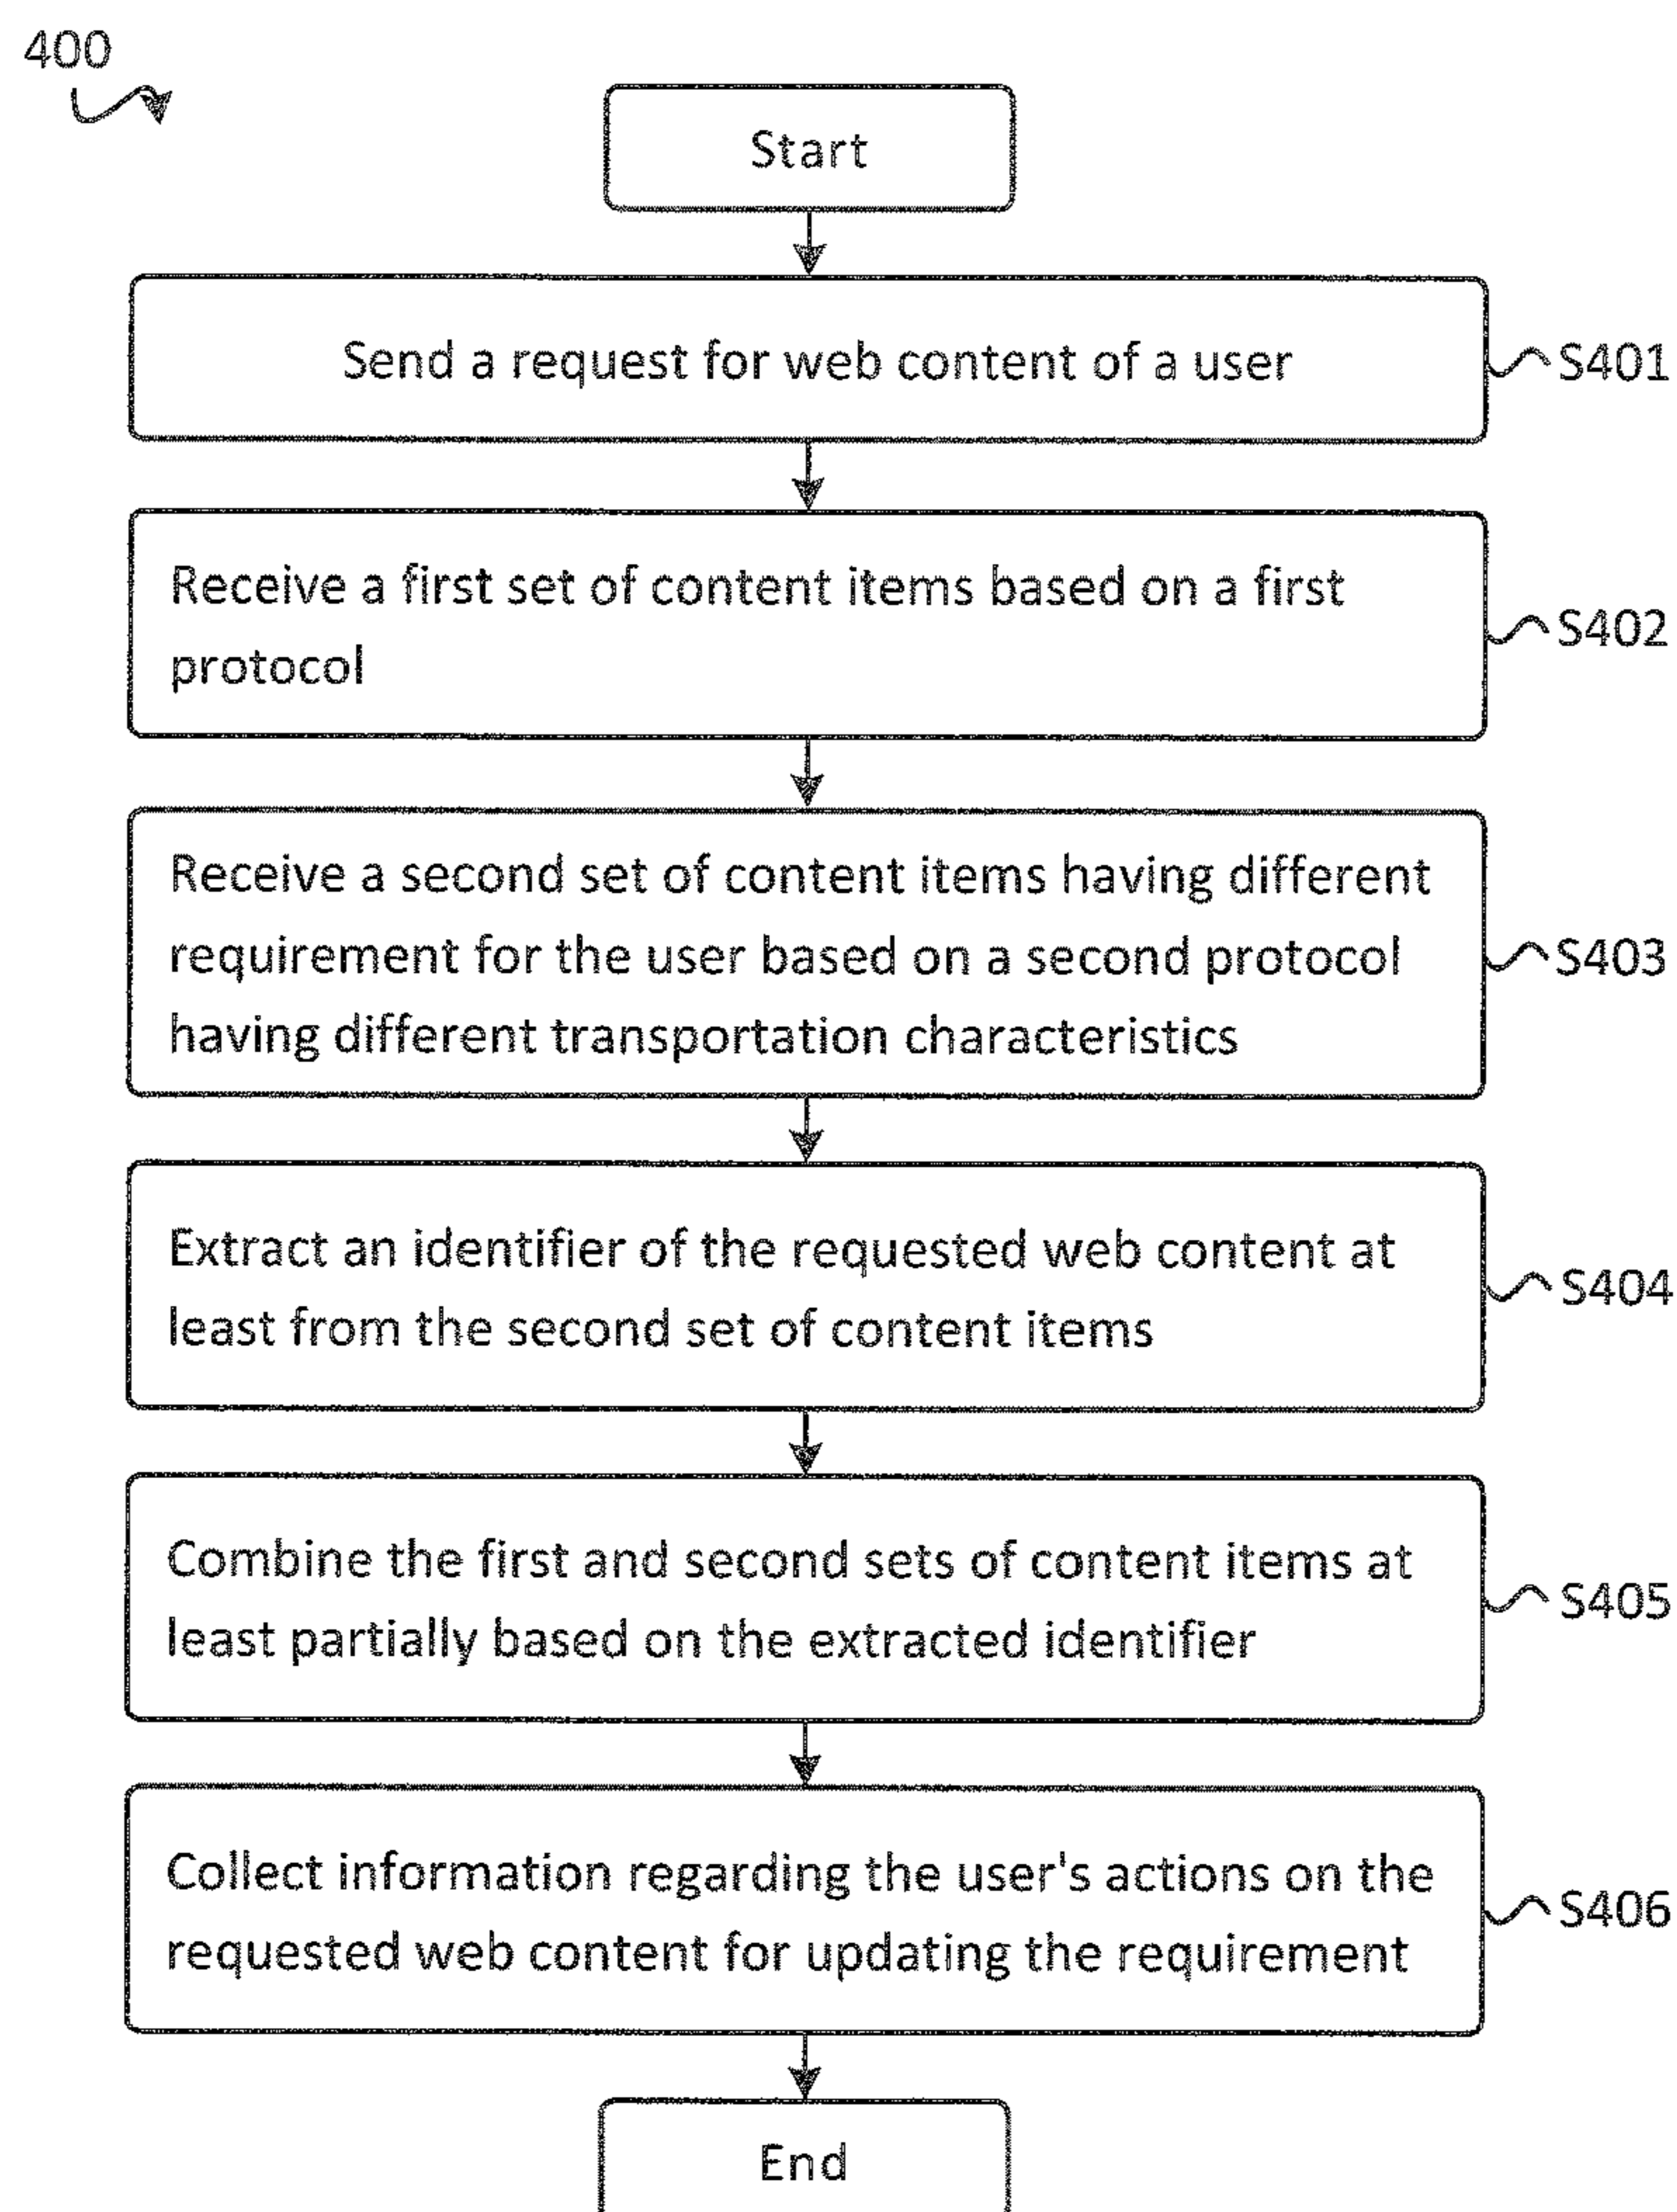 400
Start
Send a request for web content of a user
S401
Receive a first set of content items based on a first
protocol
S402
Receive a second set of content items having different
requirement for the user based on a second protocol
having different transportation characteristics
S403
Extract an identifier of the requested web content at
least from the second set of content items
S404
Combine the first and second sets of content items at
least partially based on the extracted identifier
S405
Collect information regarding the user's actions on the
requested web content for updating the requirement
S406
End